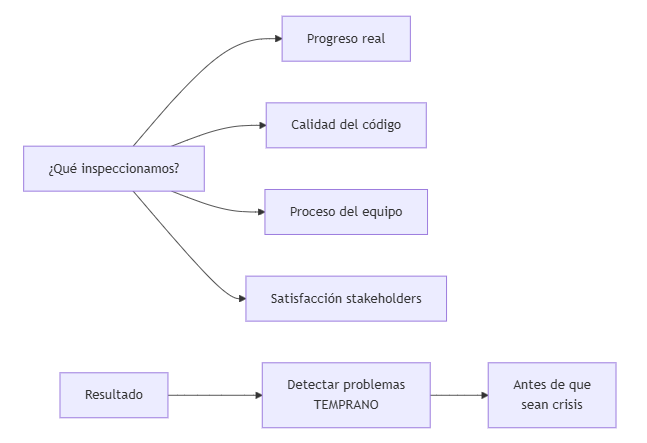 ¿Qué inspeccionamos?
Progreso real
Calidad del código
Proceso del equipo
Satisfacción stakeholders
Resultado
Detectar problemas
TEMPRANO
Antes de que
sean crisis